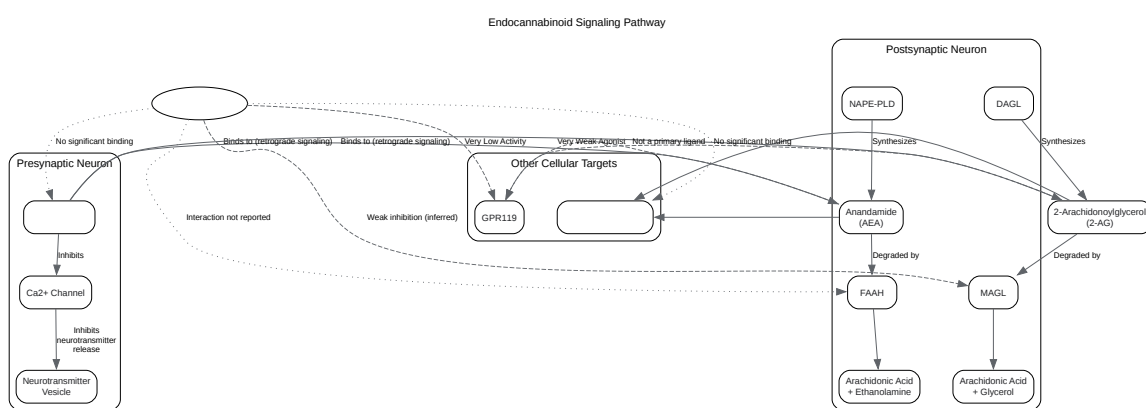 Endocannabinoid Signaling Pathway
Postsynaptic Neuron
NAPE-PLD
DAGL
No significant binding
Binds to (retrograde signaling)
Binds to (retrograde signaling)
Very Low Activity
Very Weak Agonist
Not a primary ligand
No significant binding
Synthesizes
Synthesizes
Presynaptic Neuron
Other Cellular Targets
Interaction not reported
Weak inhibition (inferred)
GPR119
Anandamide
(AEA)
2-Arachidonoylglycerol
(2-AG)
Inhibits
Degraded by
Degraded by
Ca2+ Channel
FAAH
MAGL
Inhibits
neurotransmitter
release
Neurotransmitter
Vesicle
Arachidonic Acid
+ Ethanolamine
Arachidonic Acid
+ Glycerol